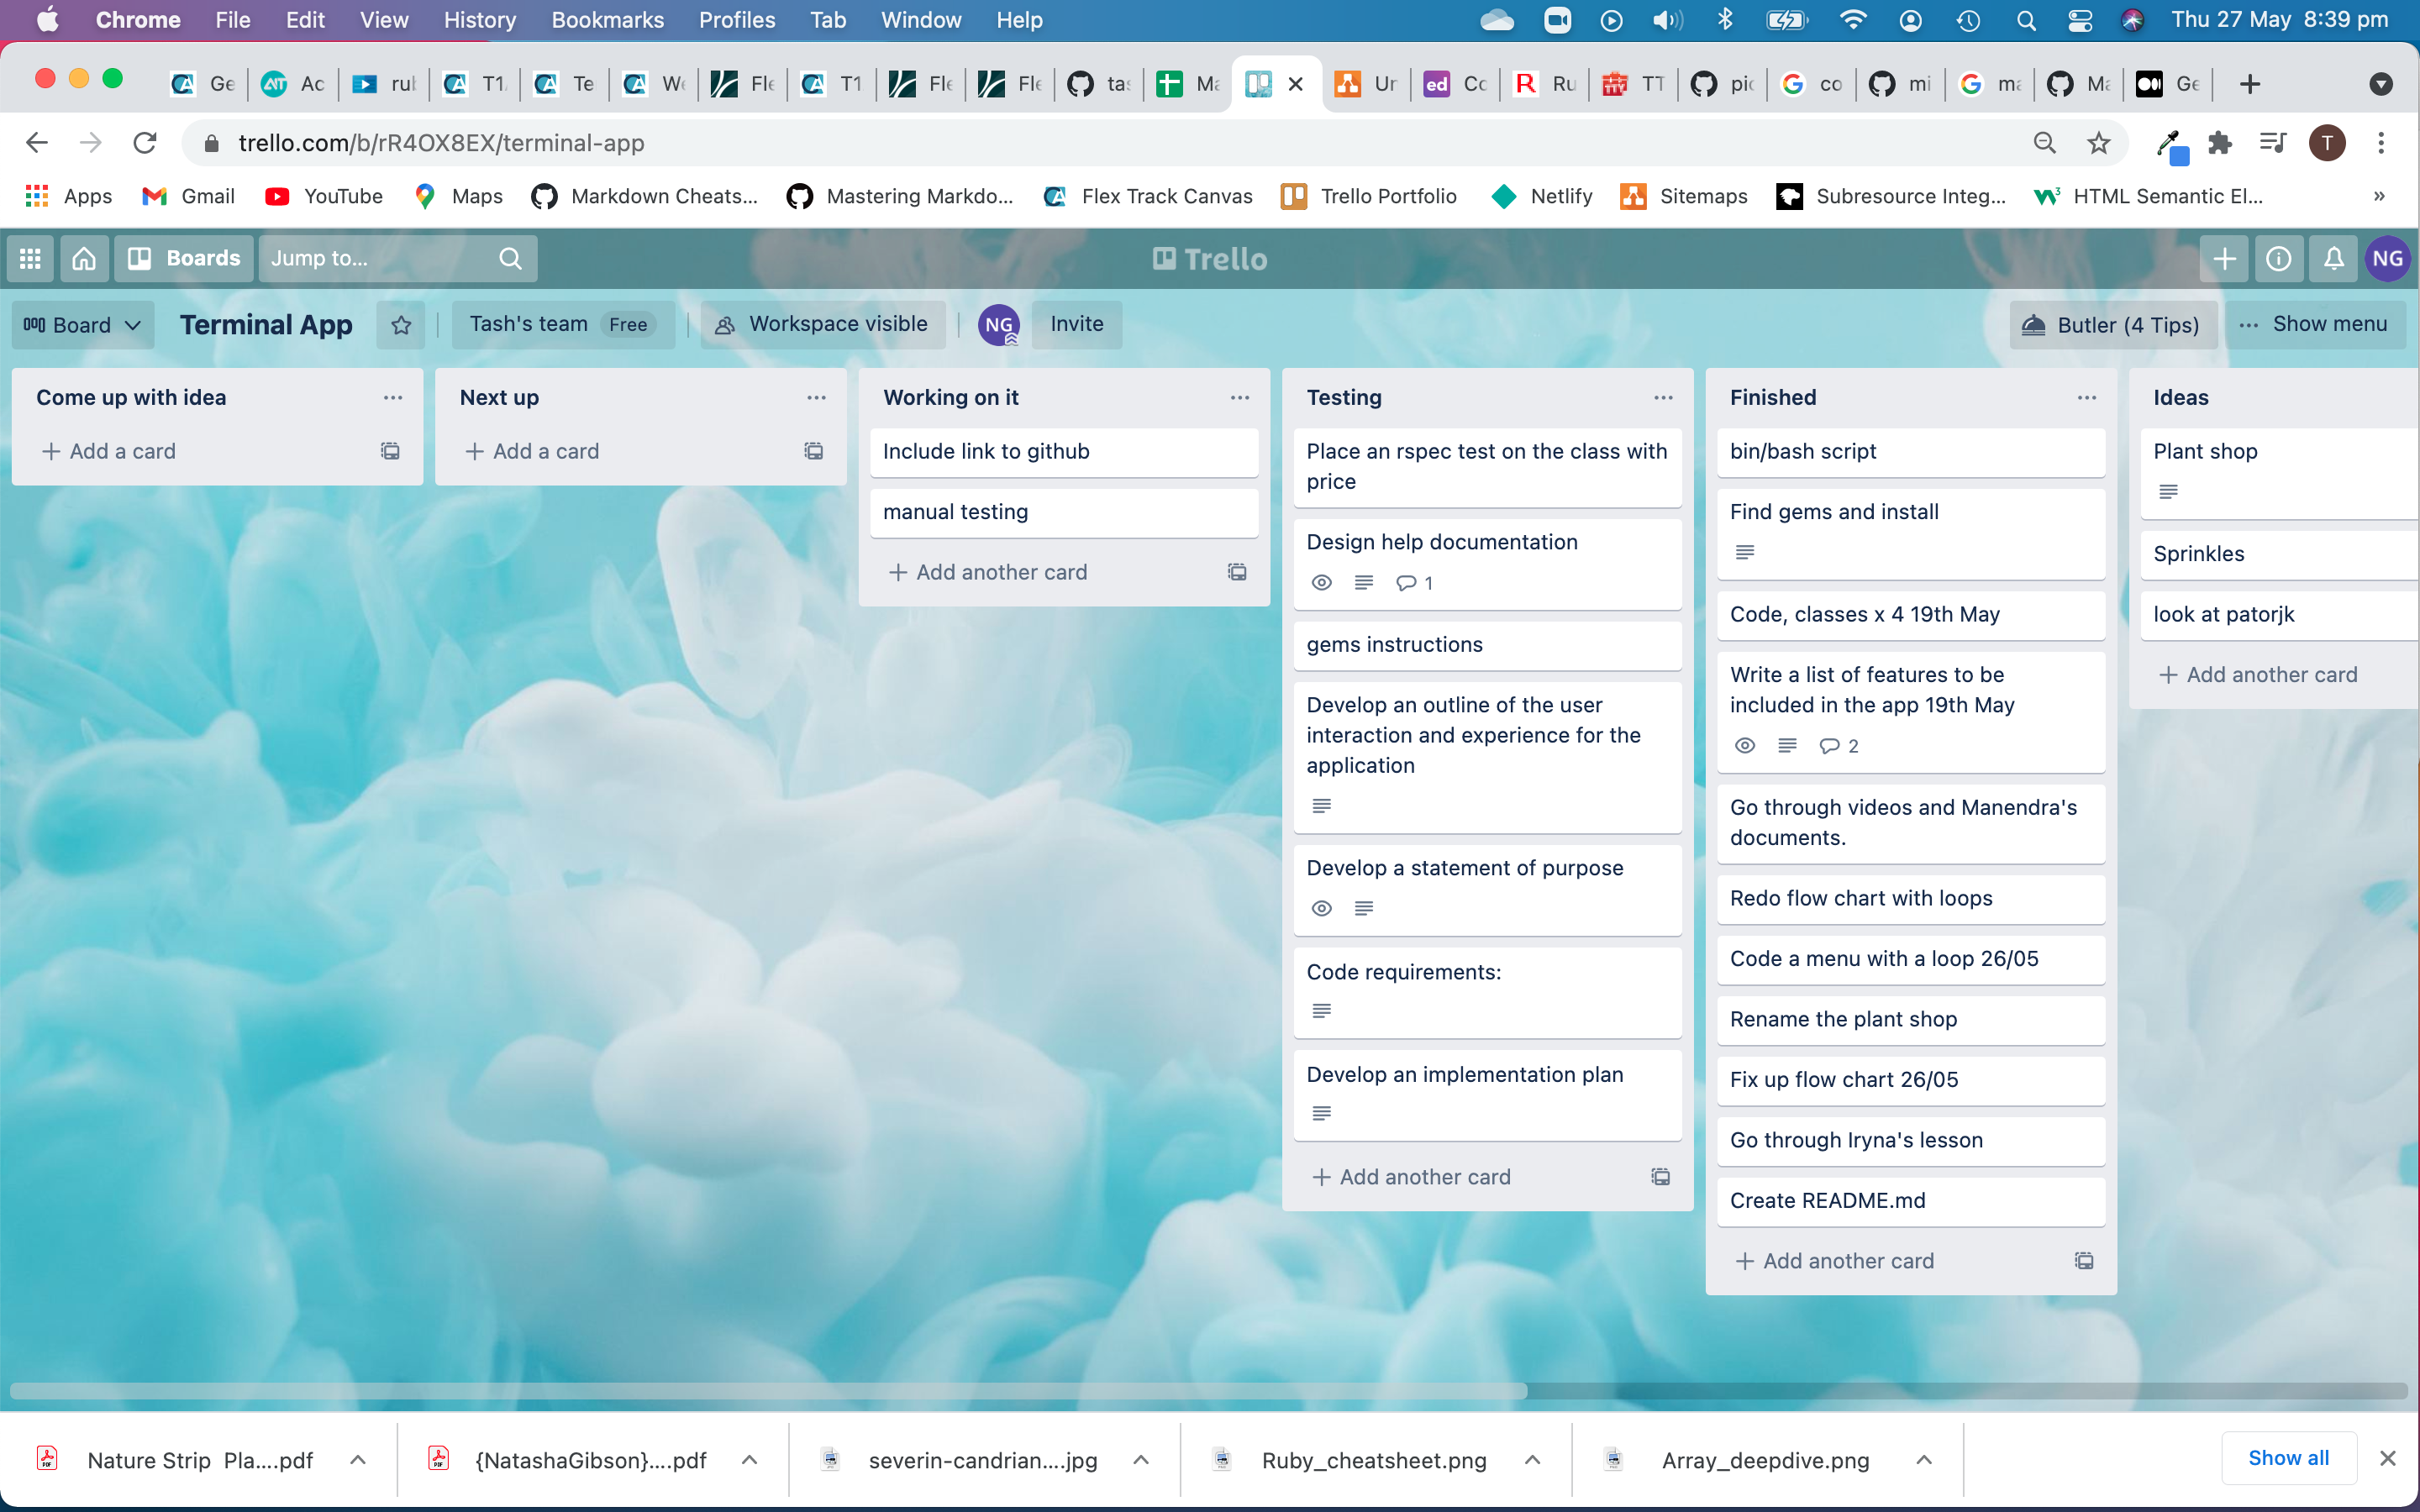 Chrome File Edit View History Bookmarks Profiles Tab Window Help Thu 27 May 8:39 pm
Ge Ac rul T1. Te We Fle T1 Fle Fle tas Ma Ur Cc Ru TT pic co mi ma Ma Ge
trello.com/b/rR4OX8EX/terminal-app T
Apps Gmail YouTube Maps Markdown Cheats... Mastering Markdo... Flex Track Canvas Trello Portfolio Netlify Sitemaps Subresource Integ... HTML Semantic El... »
Boards Jump to... Trello NG
Board Terminal App Tash's team Free Workspace visible NG Invite Butler (4 Tips) ... Show menu
Come up with idea
+ Add a card
Next up
+ Add a card
Working on it
Include link to github
manual testing
+ Add another card
Testing
Place an rspec test on the class with
price
Design help documentation
1
gems instructions
Develop an outline of the user
interaction and experience for the
application
Develop a statement of purpose
Code requirements:
Develop an implementation plan
+ Add another card
Finished
bin/bash script
Find gems and install
Code, classes x 4 19th May
Write a list of features to be
included in the app 19th May
2
Go through videos and Manendra's
documents.
Redo flow chart with loops
Code a menu with a loop 26/05
Rename the plant shop
Fix up flow chart 26/05
Go through Iryna's lesson
Create README.md
+ Add another card
Ideas
Plant shop
Sprinkles
look at patorjk
+ Add another card
Nature Strip Pla....pdf {NatashaGibson}....pdf severin-candrian....jpg Ruby_cheatsheet.png Array_deepdive.png Show all